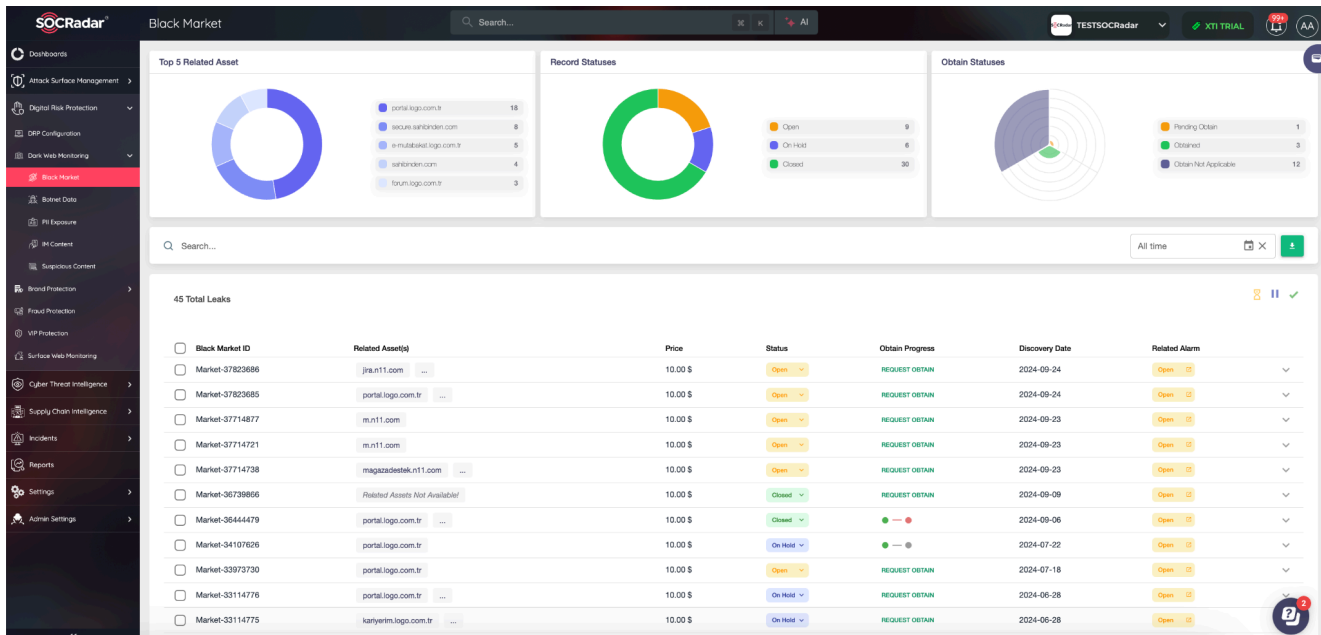 SOCRadar®
Black Market
Search...
⌘ K
AI
SOCRadar
TESTSOCRadar
XTI TRIAL
99+
AA
Dashboards
Attack Surface Management
Digital Risk Protection
DRP Configuration
Dark Web Monitoring
Black Market
Botnet Data
PII Exposure
IM Content
Suspicious Content
Brand Protection
Fraud Protection
VIP Protection
Surface Web Monitoring
Cyber Threat Intelligence
Supply Chain Intelligence
Incidents
Reports
Settings
Admin Settings
Top 5 Related Asset
portal.logo.com.tr 18
secure.sahibinden.com 8
e-mutabakat.logo.com.tr 5
sahibinden.com 4
forum.logo.com.tr 3
Record Statuses
Open 9
On Hold 6
Closed 30
Obtain Statuses
Pending Obtain 1
Obtained 3
Obtain Not Applicable 12
Search...
All time
45 Total Leaks
Black Market ID Related Asset(s) Price Status Obtain Progress Discovery Date Related Alarm
Market-37823686 jira.n11.com ... 10.00 $ Open REQUEST OBTAIN 2024-09-24 Open
Market-37823685 portal.logo.com.tr ... 10.00 $ Open REQUEST OBTAIN 2024-09-24 Open
Market-37714877 m.n11.com 10.00 $ Open REQUEST OBTAIN 2024-09-23 Open
Market-37714721 m.n11.com 10.00 $ Open REQUEST OBTAIN 2024-09-23 Open
Market-37714738 magazadestek.n11.com ... 10.00 $ Open REQUEST OBTAIN 2024-09-23 Open
Market-36739866 Related Assets Not Available! 10.00 $ Closed REQUEST OBTAIN 2024-09-09 Open
Market-36444479 portal.logo.com.tr ... 10.00 $ Closed 2024-09-06 Open
Market-34107626 portal.logo.com.tr 10.00 $ On Hold 2024-07-22 Open
Market-33973730 portal.logo.com.tr 10.00 $ Open REQUEST OBTAIN 2024-07-18 Open
Market-33114776 portal.logo.com.tr ... 10.00 $ On Hold REQUEST OBTAIN 2024-06-28 Open
Market-33114775 kariyerim.logo.com.tr ... 10.00 $ On Hold REQUEST OBTAIN 2024-06-28 Open
2